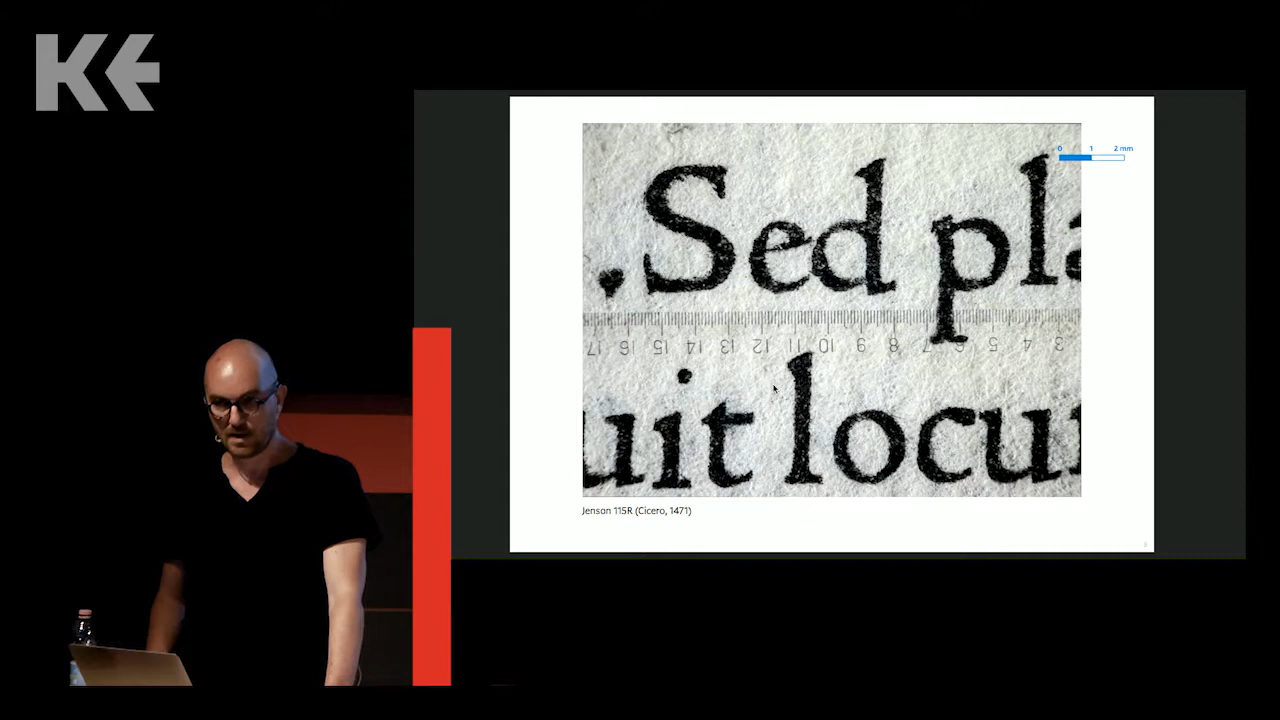 KE
0 1 2 mm
. Sed pla
17 16 15 14 13 12 11 10 9 8 7 6 5 4 3
uit locu
Jenson 115R (Cicero, 1471)